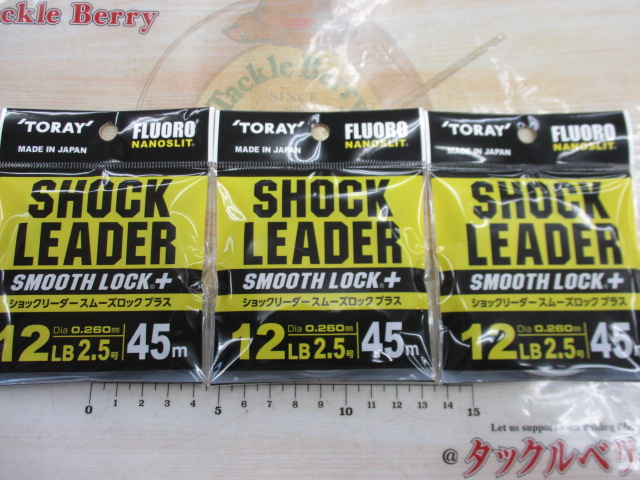 ackle Berry
Tackle Berry
SINCE
'TORAY'
MADE IN JAPAN
FLUORO
NANOSLIT
SHOCK
LEADER
SMOOTH LOCK+
ショックリーダー スムーズロック プラス
12LB 2.5号 45m
Dia 0.260mm
'TORAY'
MADE IN JAPAN
FLUORO
NANOSLIT
SHOCK
LEADER
SMOOTH LOCK+
ショックリーダー スムーズロック プラス
12LB 2.5号 45m
Dia 0.260mm
'TORAY'
MADE IN JAPAN
FLUORO
NANOSLIT
SHOCK
LEADER
SMOOTH LOCK+
ショックリーダー スムーズロック プラス
12LB 2.5号 45m
Dia 0.260mm
0 1 2 3 4 5 6 7 8 9 10 11 12 13 14 15
Let us support your fishing life.
@タックルベリ